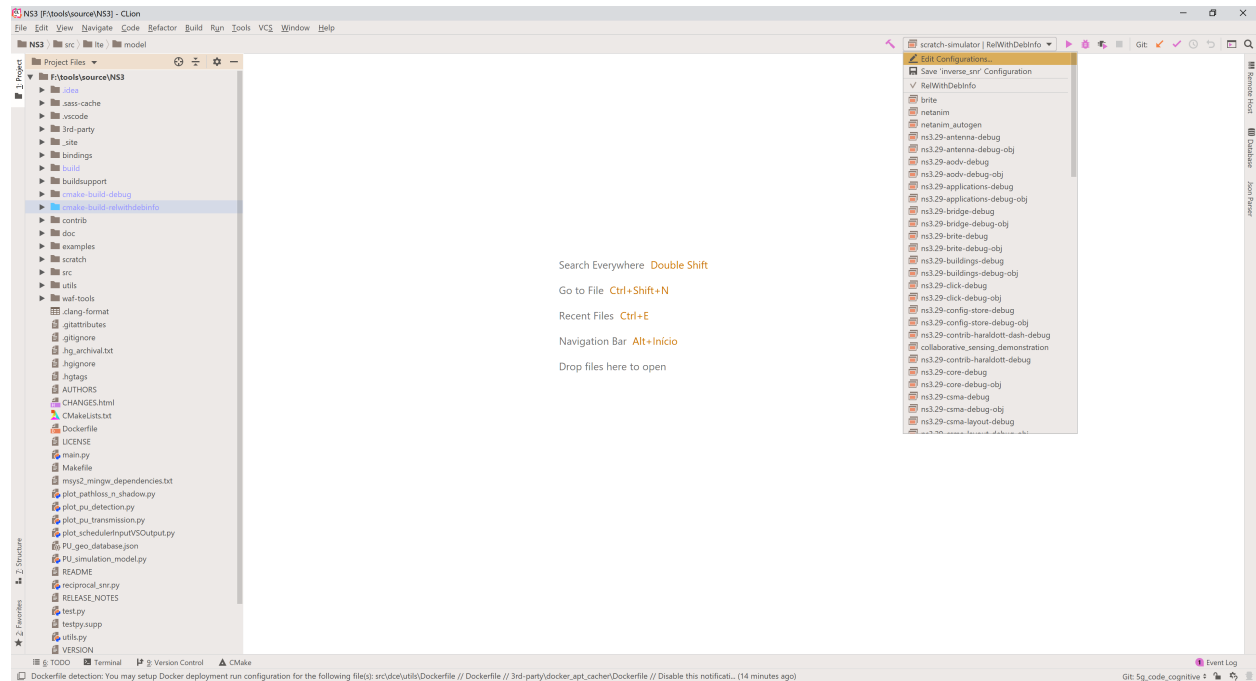 NS3 [F:\tools\source\NS3] - CLion
File Edit View Navigate Code Refactor Build Run Tools VCS Window Help
NS3 src lte model
scratch-simulator | RelWithDebInfo
Git:
1: Project
Project Files
F:\tools\source\NS3
.idea
.sass-cache
.vscode
3rd-party
_site
bindings
build
buildsupport
cmake-build-debug
cmake-build-relwithdebinfo
contrib
doc
examples
scratch
src
utils
waf-tools
.clang-format
.gitattributes
.gitignore
.hg_archival.txt
.hgignore
.hgtags
AUTHORS
CHANGES.html
CMakeLists.txt
Dockerfile
LICENSE
main.py
Makefile
msys2_mingw_dependencies.txt
plot_pathloss_n_shadow.py
plot_pu_detection.py
plot_pu_transmission.py
plot_schedulerInputVSOutput.py
PU_geo_database.json
PU_simulation_model.py
README
reciprocal_snr.py
RELEASE_NOTES
test.py
testpy.supp
utils.py
VERSION
7: Structure
2: Favorites
Search Everywhere Double Shift
Go to File Ctrl+Shift+N
Recent Files Ctrl+E
Navigation Bar Alt+Início
Drop files here to open
Edit Configurations...
Save 'inverse_snr' Configuration
RelWithDebInfo
brite
netanim
netanim_autogen
ns3.29-antenna-debug
ns3.29-antenna-debug-obj
ns3.29-aodv-debug
ns3.29-aodv-debug-obj
ns3.29-applications-debug
ns3.29-applications-debug-obj
ns3.29-bridge-debug
ns3.29-bridge-debug-obj
ns3.29-brite-debug
ns3.29-brite-debug-obj
ns3.29-buildings-debug
ns3.29-buildings-debug-obj
ns3.29-click-debug
ns3.29-click-debug-obj
ns3.29-config-store-debug
ns3.29-config-store-debug-obj
ns3.29-contrib-haraldott-dash-debug
collaborative_sensing_demonstration
ns3.29-contrib-haraldott-debug
ns3.29-core-debug
ns3.29-core-debug-obj
ns3.29-csma-debug
ns3.29-csma-debug-obj
ns3.29-csma-layout-debug
ns3.29-csma-layout-debug-obj
Remote Host
Database
Json Parser
6: TODO Terminal 9: Version Control CMake
1 Event Log
Dockerfile detection: You may setup Docker deployment run configuration for the following file(s): src\dce\utils\Dockerfile // Dockerfile // 3rd-party\docker_apt_cacher\Dockerfile // Disable this notificati... (14 minutes ago)
Git: 5g_code_cognitive